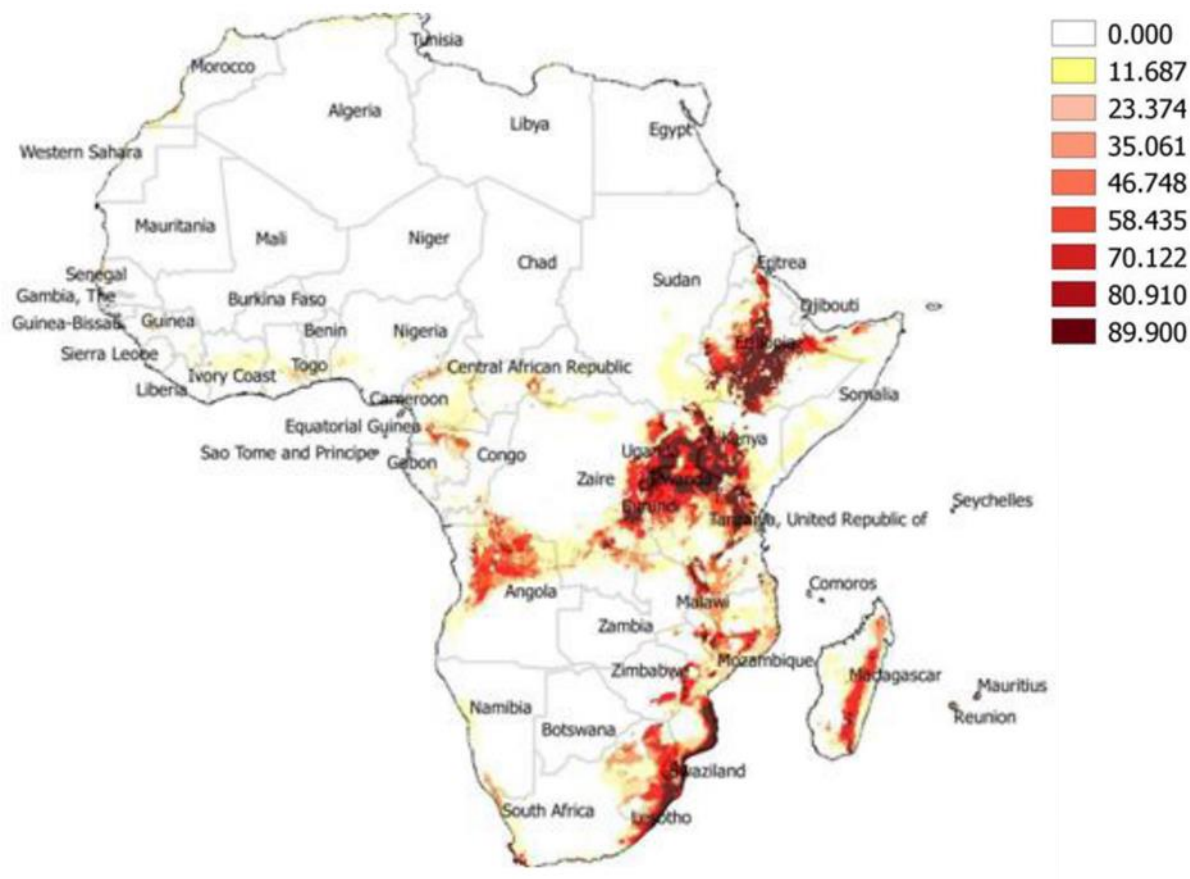 Tunisia
Morocco
Algeria
Libya
Egypt
Western Sahara
Mauritania
Mali
Niger
Chad
Sudan
Eritrea
Senegal
Gambia, The
Burkina Faso
Djibouti
Guinea-Bissau
Guinea
Benin
Nigeria
Ethiopia
Sierra Leone
Ivory Coast
Togo
Central African Republic
Liberia
Cameroon
Somalia
Equatorial Guinea
Kenya
Sao Tome and Principe
Gabon
Congo
Uganda
Zaire
Rwanda
Burundi
Tanzania, United Republic of
Seychelles
Angola
Comoros
Malawi
Zambia
Zimbabwe
Mozambique
Madagascar
Mauritius
Reunion
Namibia
Botswana
Swaziland
South Africa
Lesotho
0.000
11.687
23.374
35.061
46.748
58.435
70.122
80.910
89.900